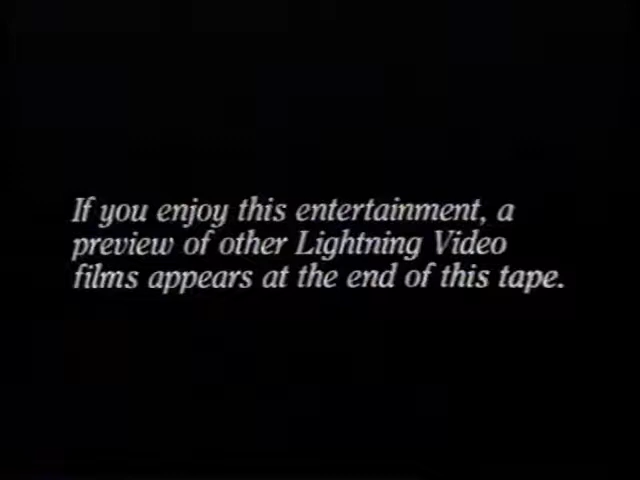 If you enjoy this entertainment, a
preview of other Lightning Video
films appears at the end of this tape.